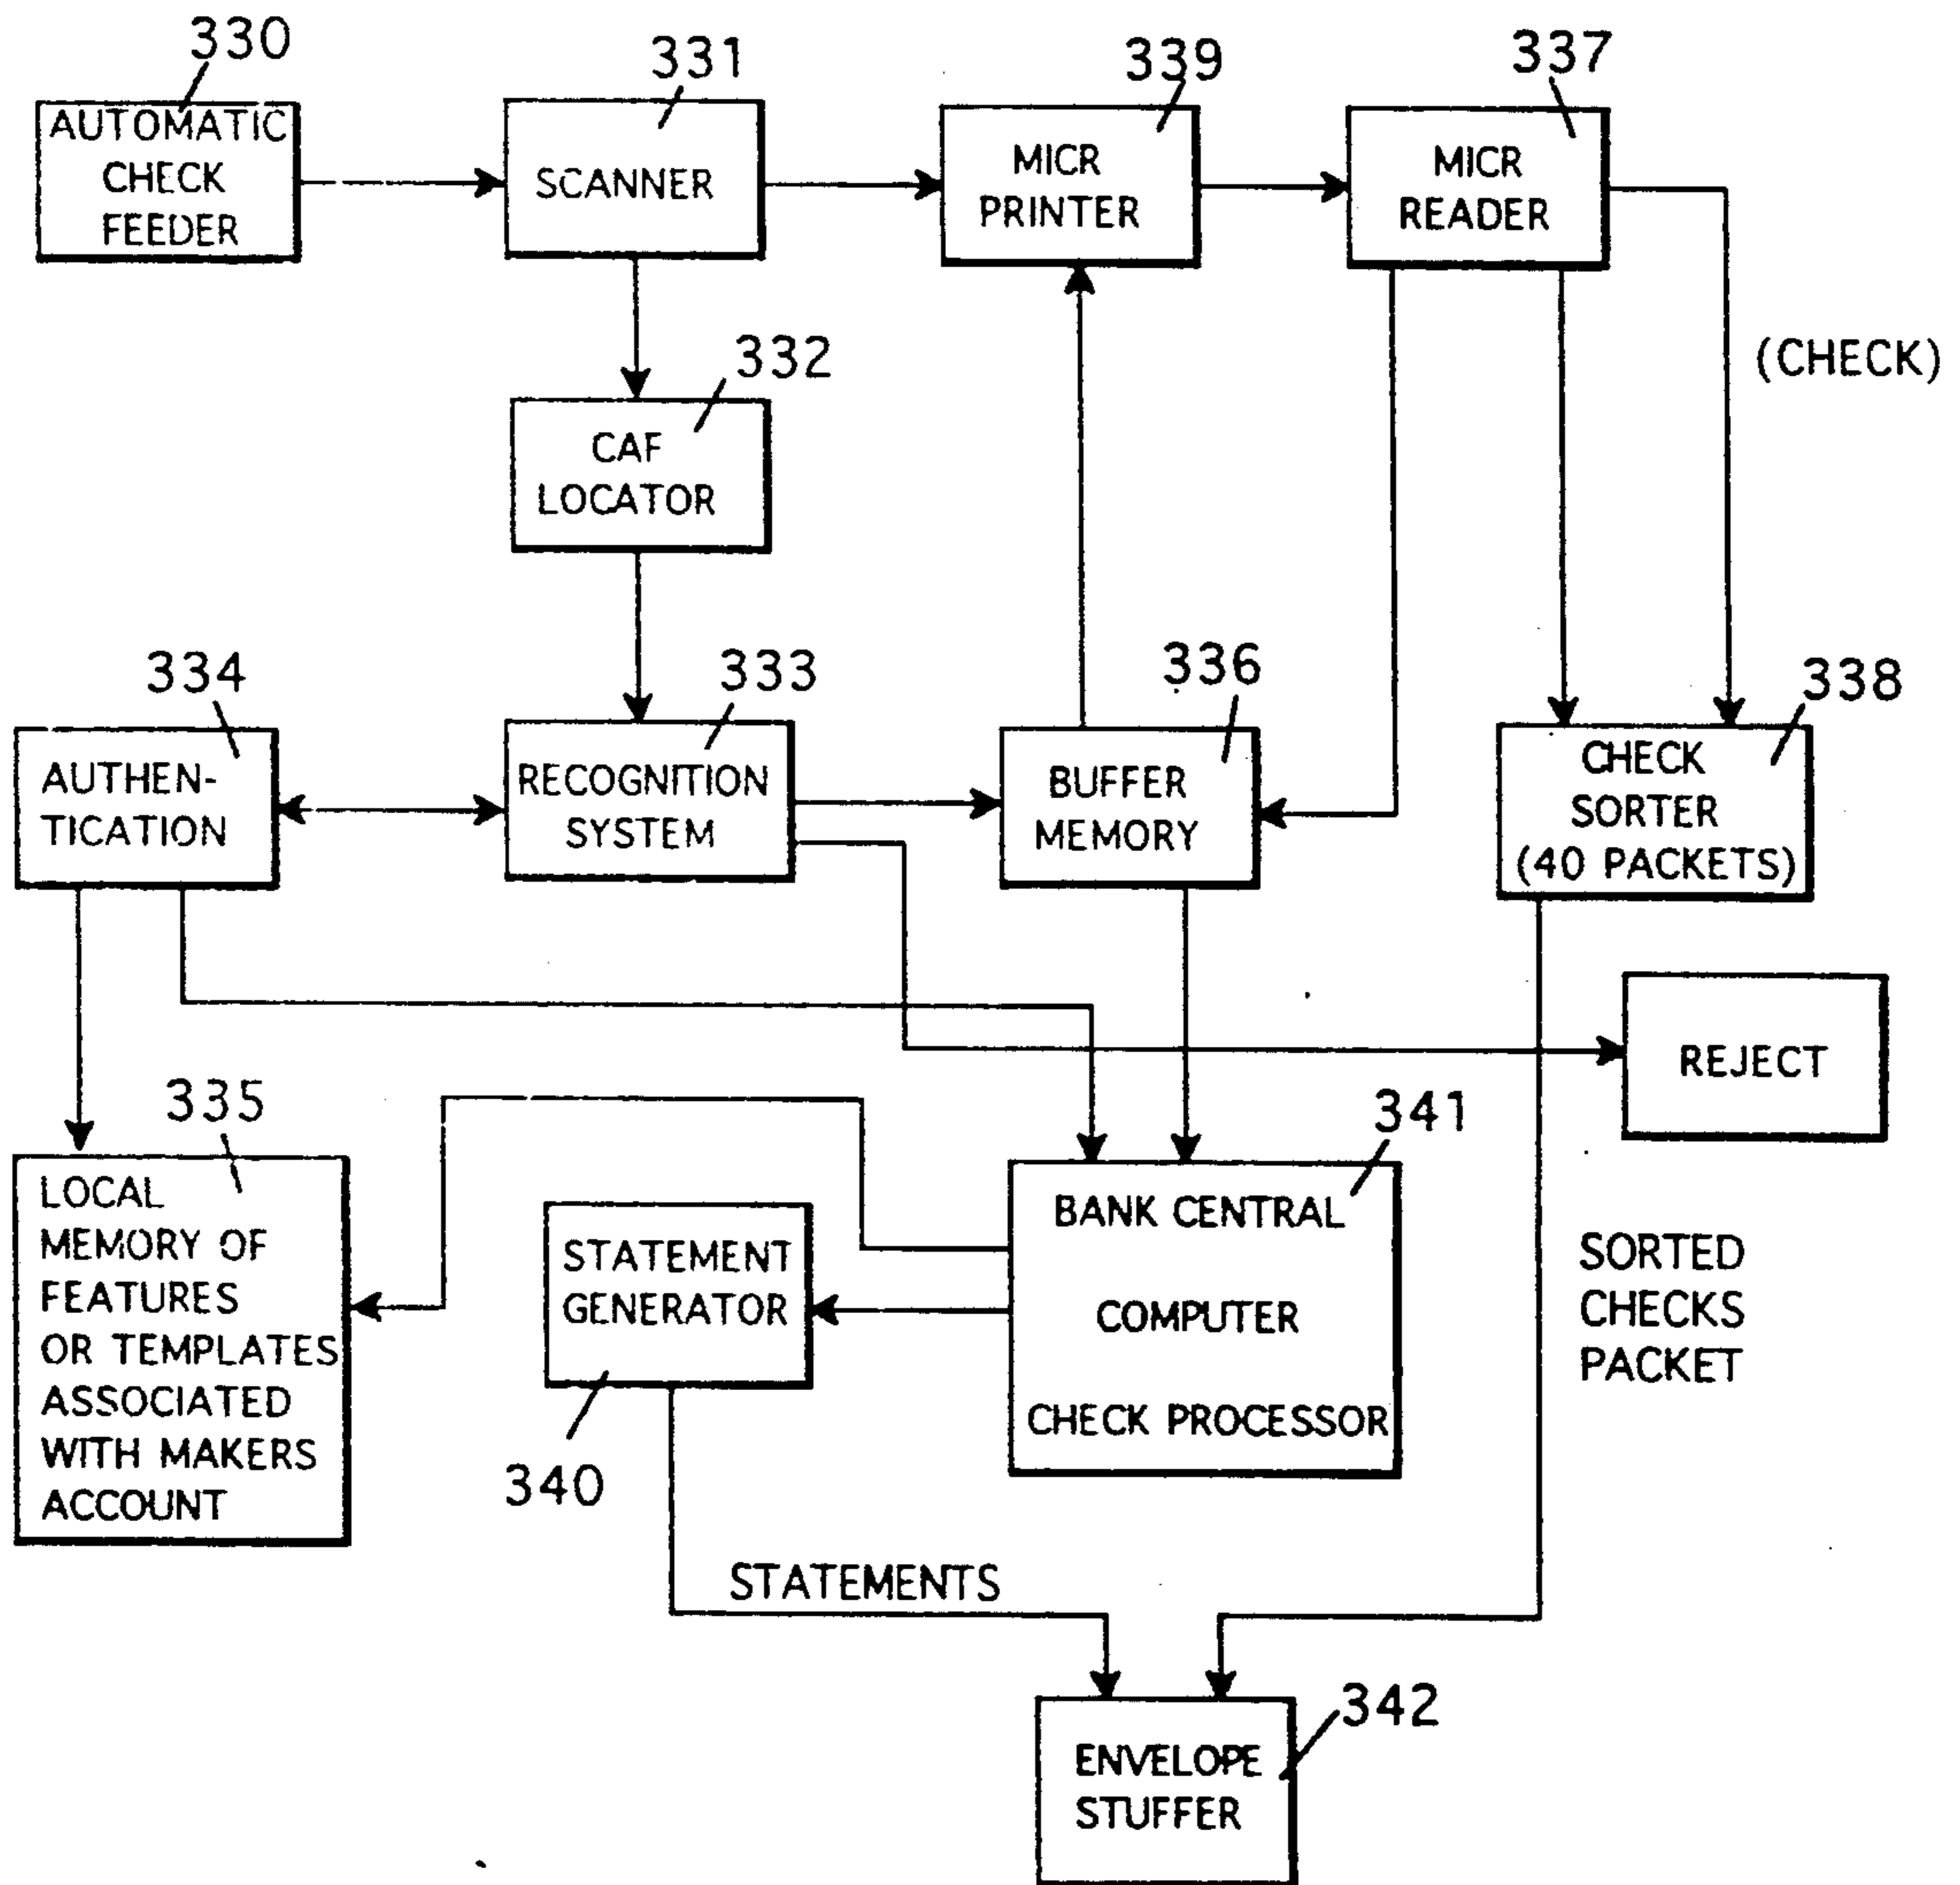 330
AUTOMATIC
CHECK
FEEDER
331
SCANNER
339
MICR
PRINTER
337
MICR
READER
(CHECK)
332
CAF
LOCATOR
334
AUTHEN-
TICATION
333
RECOGNITION
SYSTEM
336
BUFFER
MEMORY
338
CHECK
SORTER
(40 PACKETS)
REJECT
335
LOCAL
MEMORY OF
FEATURES
OR TEMPLATES
ASSOCIATED
WITH MAKERS
ACCOUNT
STATEMENT
GENERATOR
340
341
BANK CENTRAL
COMPUTER
CHECK PROCESSOR
SORTED
CHECKS
PACKET
STATEMENTS
342
ENVELOPE
STUFFER